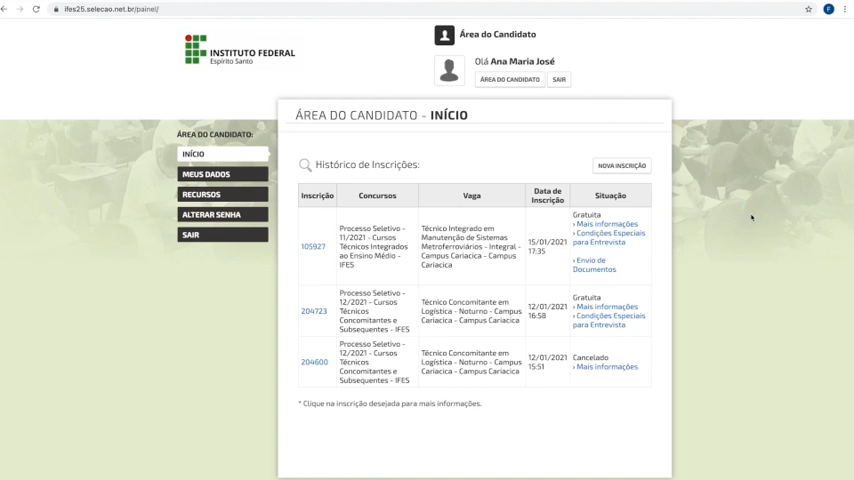 ifes25.selecao.net.br/painel/
F
INSTITUTO FEDERAL
Espírito Santo
Área do Candidato
Olá Ana Maria José
ÁREA DO CANDIDATO
SAIR
ÁREA DO CANDIDATO:
INÍCIO
MEUS DADOS
RECURSOS
ALTERAR SENHA
SAIR
ÁREA DO CANDIDATO - INÍCIO
Histórico de Inscrições:
NOVA INSCRIÇÃO
Inscrição
Concursos
Vaga
Data de
Inscrição
Situação
105927
Processo Seletivo -
11/2021 - Cursos
Técnicos Integrados
ao Ensino Médio -
IFES
Técnico Integrado em
Manutenção de Sistemas
Metroferroviários - Integral -
Campus Cariacica - Campus
Cariacica
15/01/2021
17:35
Gratuita
› Mais informações
› Condições Especiais
para Entrevista
› Envio de
Documentos
204723
Processo Seletivo -
12/2021 - Cursos
Técnicos
Concomitantes e
Subsequentes - IFES
Técnico Concomitante em
Logística - Noturno - Campus
Cariacica - Campus Cariacica
12/01/2021
16:58
Gratuita
› Mais informações
› Condições Especiais
para Entrevista
204600
Processo Seletivo -
12/2021 - Cursos
Técnicos
Concomitantes e
Subsequentes - IFES
Técnico Concomitante em
Logística - Noturno - Campus
Cariacica - Campus Cariacica
12/01/2021
15:51
Cancelado
› Mais informações
* Clique na inscrição desejada para mais informações.